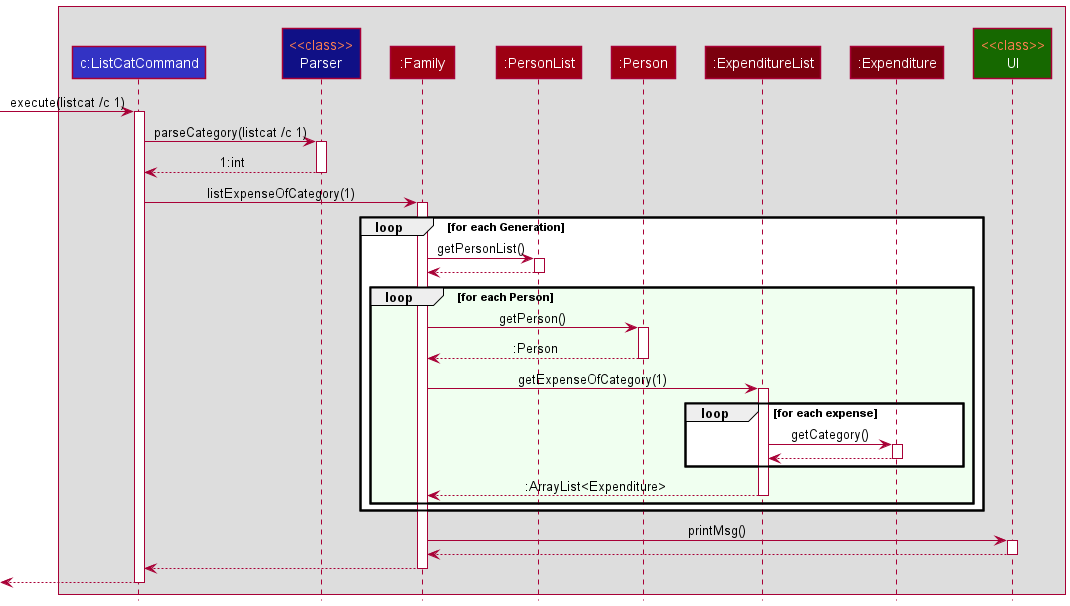 <<class>>
<<class>>
c:ListCatCommand
Parser
:Family
:PersonList
:Person
:ExpenditureList
:Expenditure
UI
execute(listcat /c 1)
parseCategory(listcat /c 1)
1:int
listExpenseOfCategory(1)
loop [for each Generation]
getPersonList()
loop [for each Person]
getPerson()
:Person
getExpenseOfCategory(1)
loop [for each expense]
getCategory()
:ArrayList<Expenditure>
printMsg()